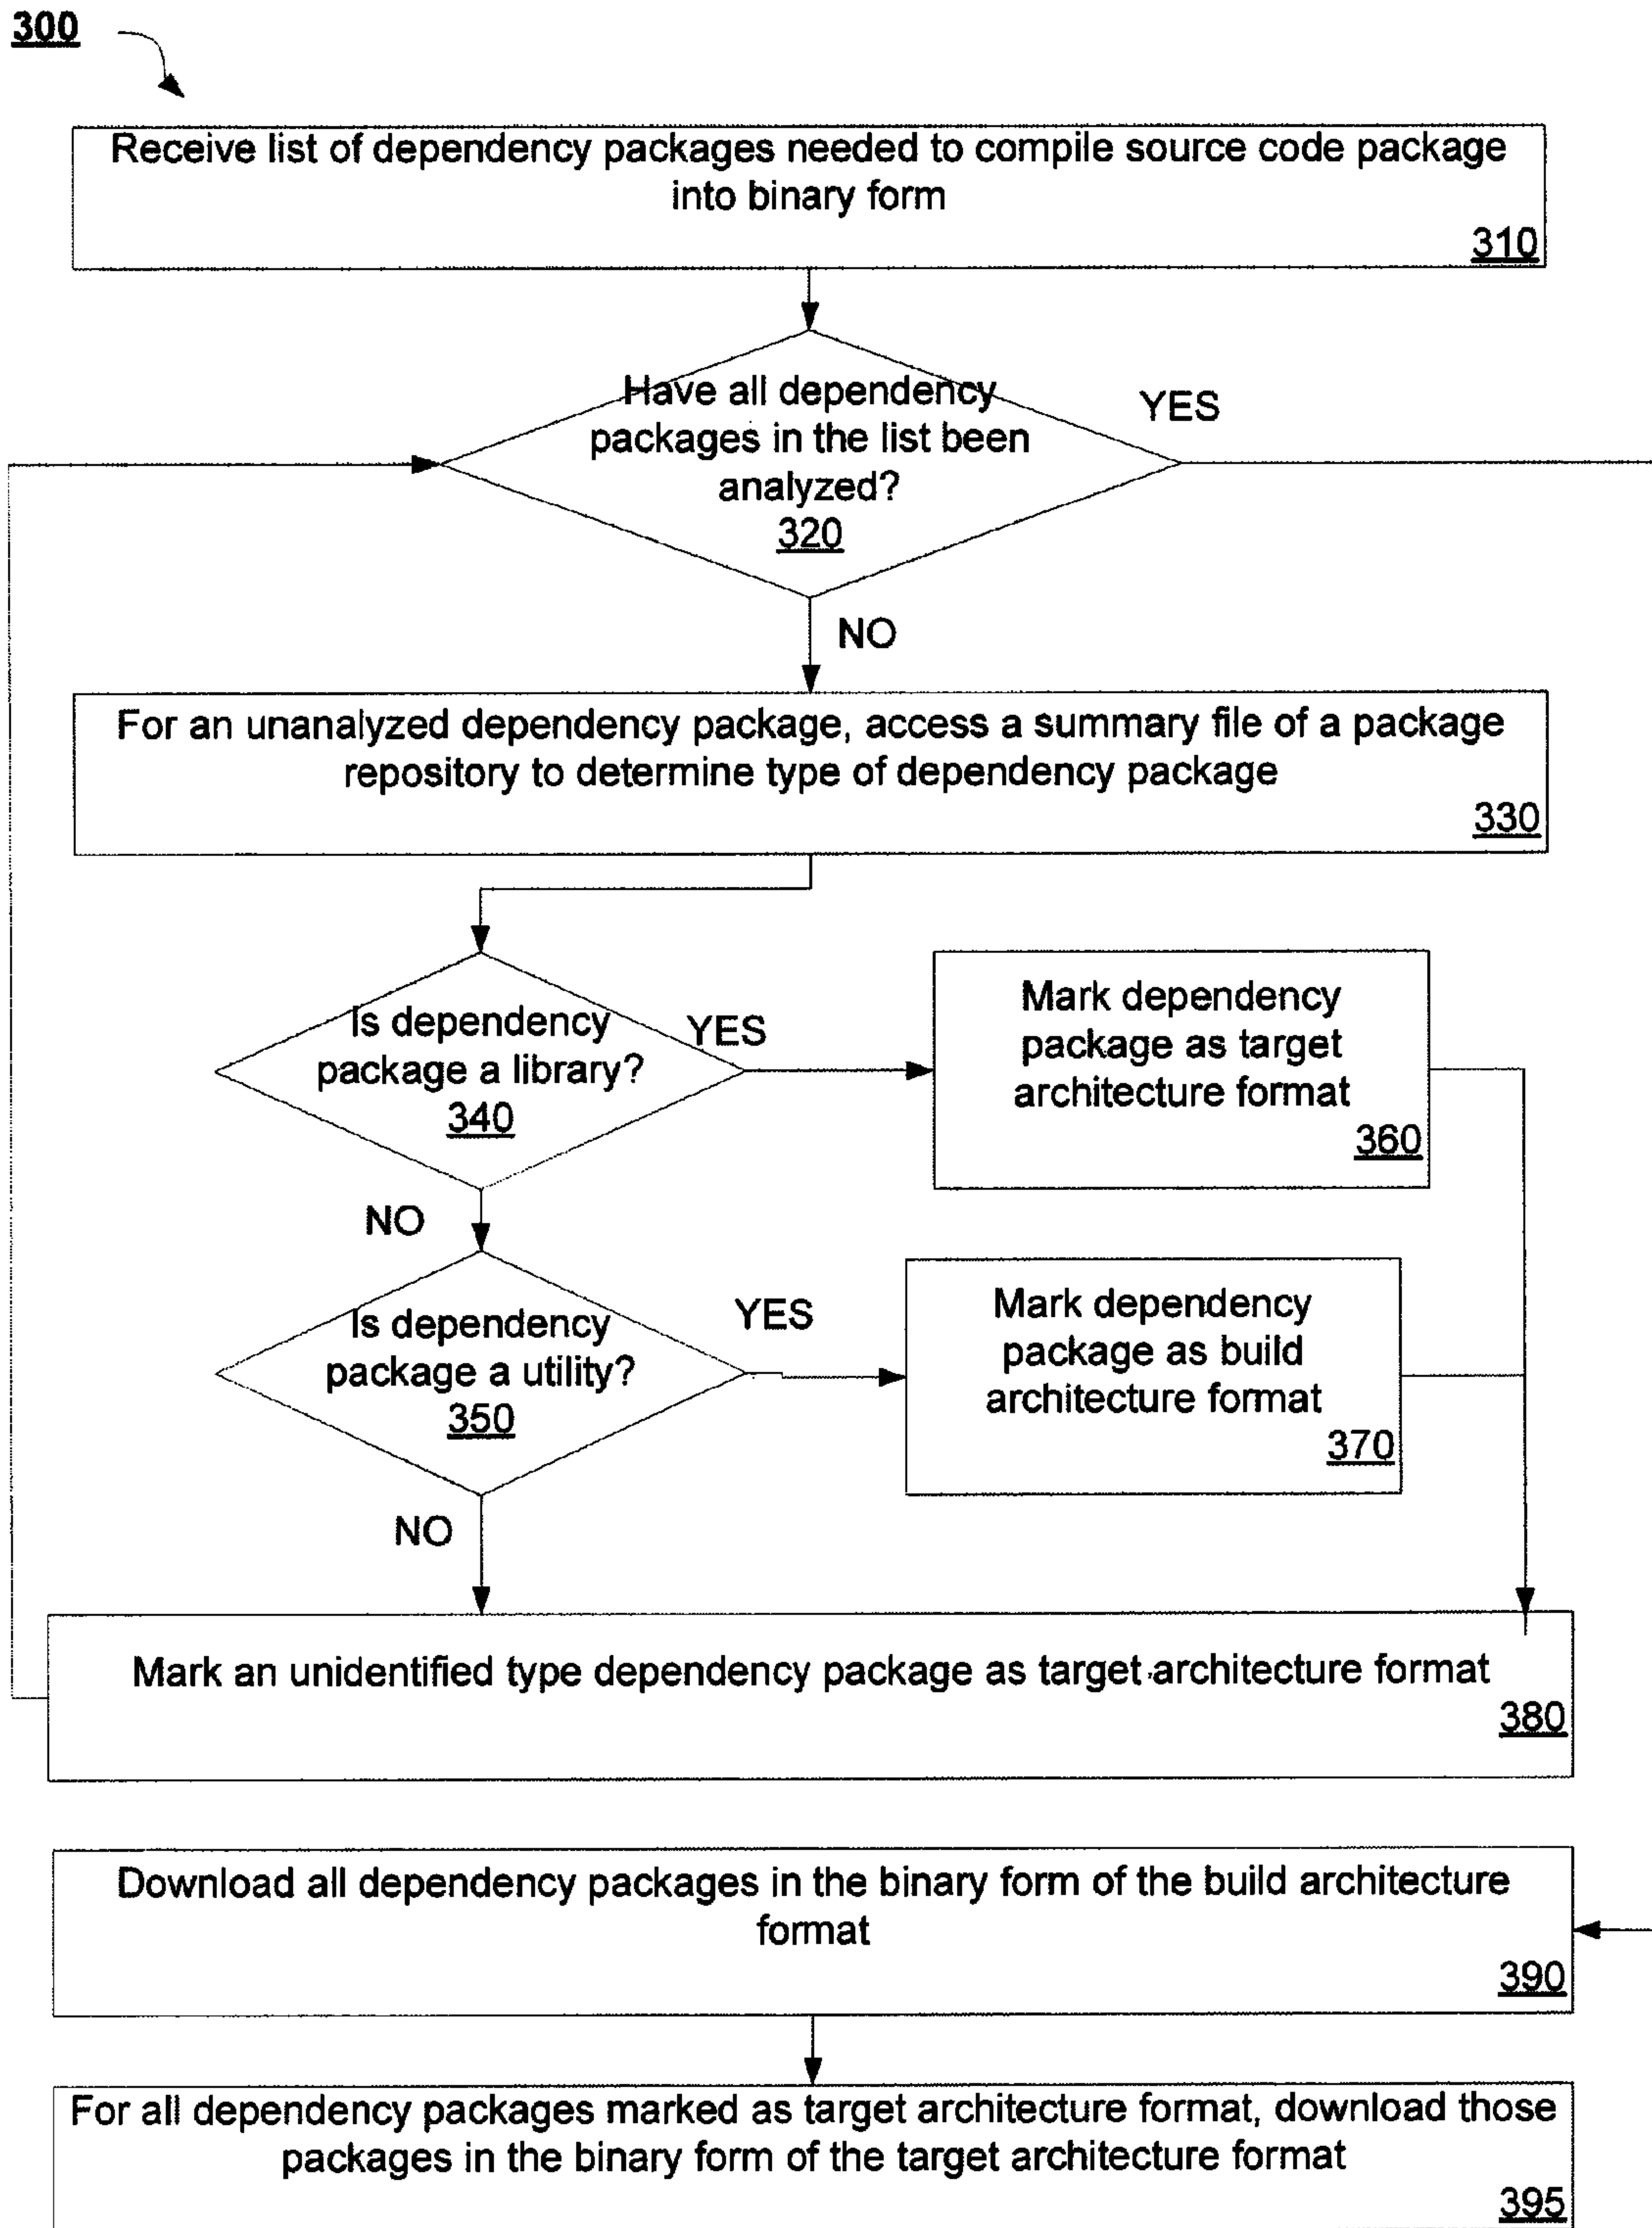 300
Receive list of dependency packages needed to compile source code package
into binary form
310
Have all dependency
packages in the list been
analyzed?
320
YES
NO
For an unanalyzed dependency package, access a summary file of a package
repository to determine type of dependency package
330
Is dependency
package a library?
340
YES
Mark dependency
package as target
architecture format
360
NO
Is dependency
package a utility?
350
YES
Mark dependency
package as build
architecture format
370
NO
Mark an unidentified type dependency package as target architecture format
380
Download all dependency packages in the binary form of the build architecture
format
390
For all dependency packages marked as target architecture format, download those
packages in the binary form of the target architecture format
395